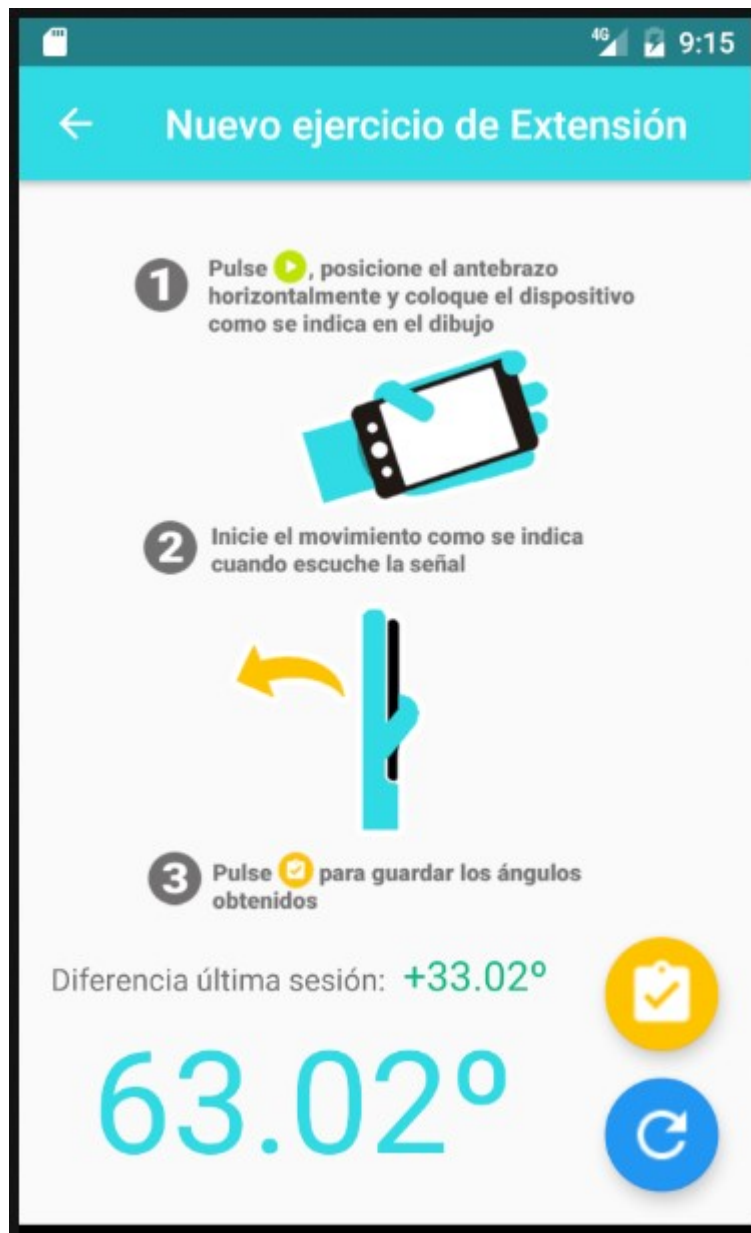 4G 9:15
Nuevo ejercicio de Extensión
1 Pulse , posicione el antebrazo
horizontalmente y coloque el dispositivo
como se indica en el dibujo
2 Inicie el movimiento como se indica
cuando escuche la señal
3 Pulse para guardar los ángulos
obtenidos
Diferencia última sesión: +33.02º
63.02º